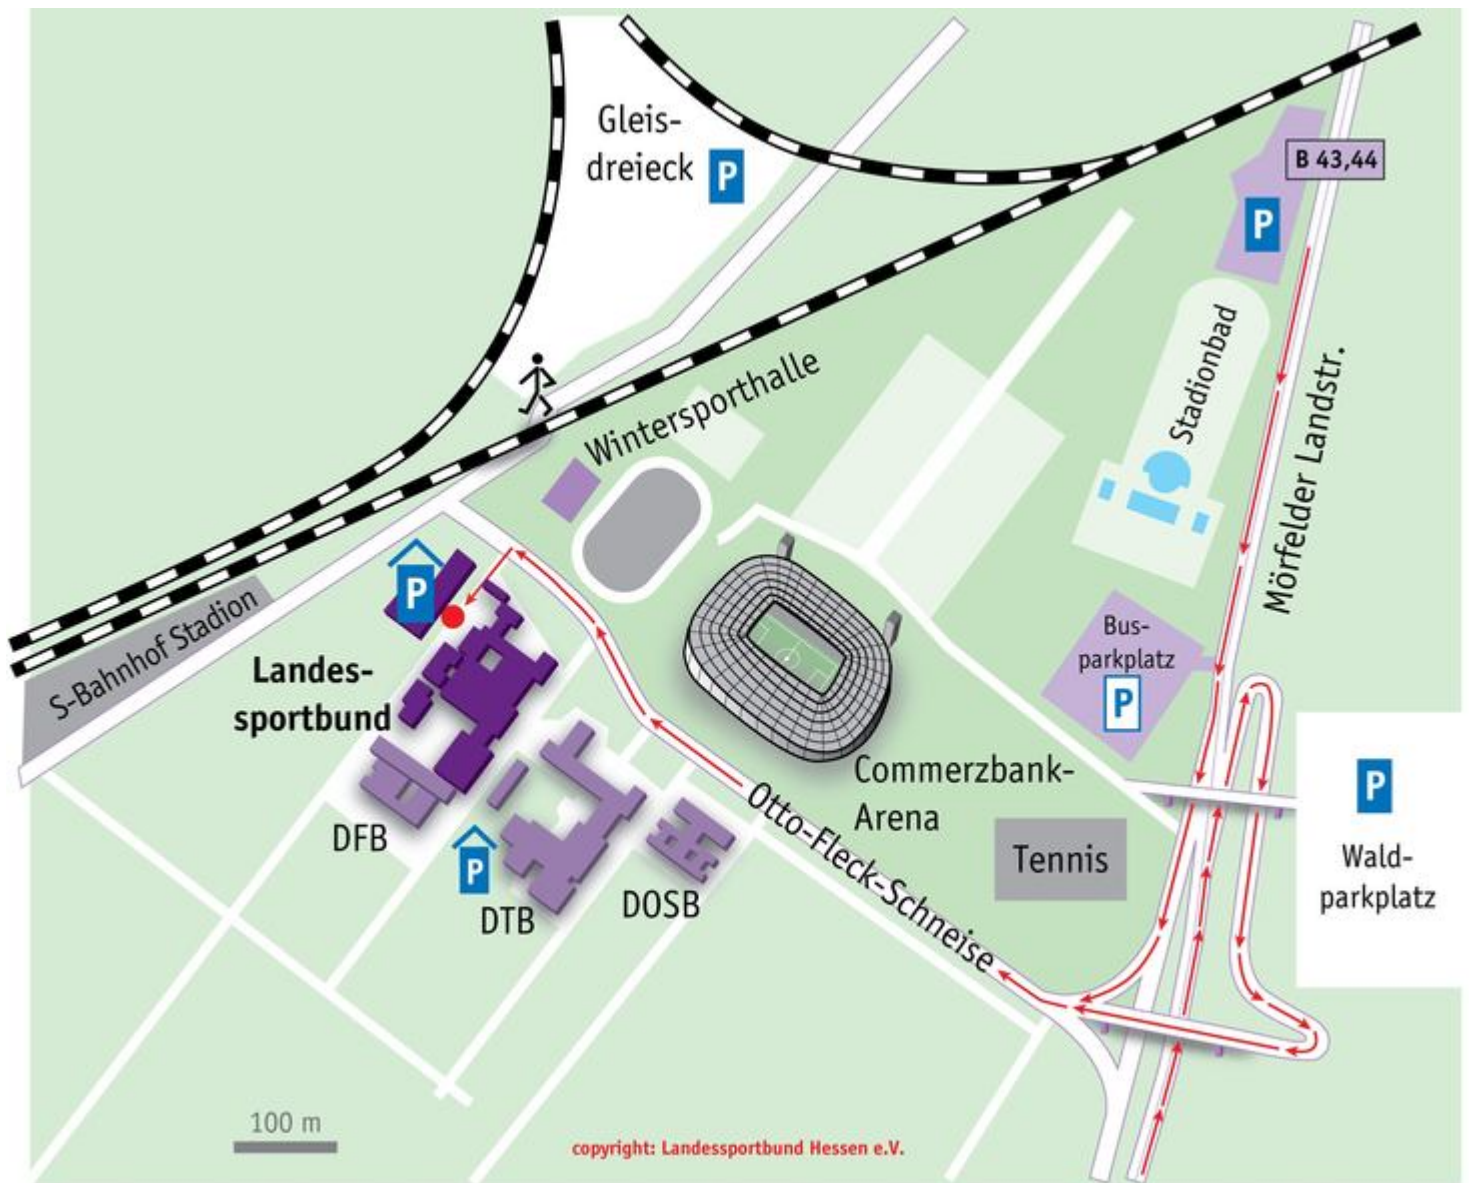 Gleis-
dreieck
P
B 43,44
P
Stadionbad
Mörfelder Landstr.
Wintersporthalle
P
S-Bahnhof Stadion
Landes-
sportbund
Bus-
parkplatz
P
Commerzbank-
Arena
P
Wald-
parkplatz
Otto-Fleck-Schneise
Tennis
DFB
P
DTB
DOSB
100 m
copyright: Landessportbund Hessen e.V.